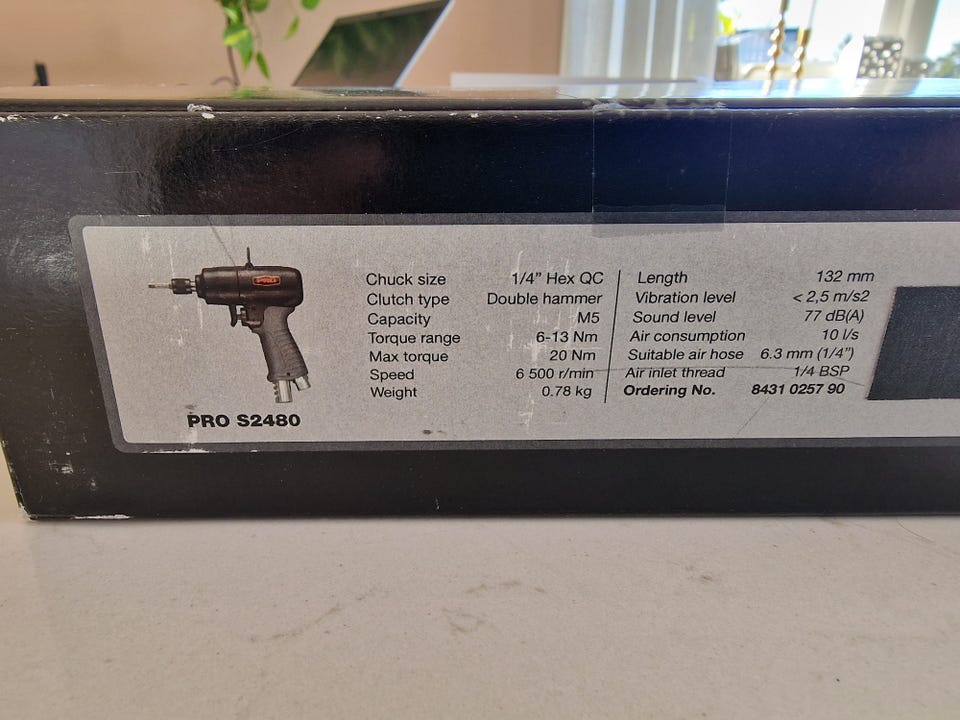 Chuck size 1/4” Hex QC
Clutch type Double hammer
Capacity M5
Torque range 6-13 Nm
Max torque 20 Nm
Speed 6 500 r/min
Weight 0.78 kg
Length 132 mm
Vibration level < 2,5 m/s2
Sound level 77 dB(A)
Air consumption 10 l/s
Suitable air hose 6.3 mm (1/4”)
Air inlet thread 1/4 BSP
Ordering No. 8431 0257 90
PRO S2480